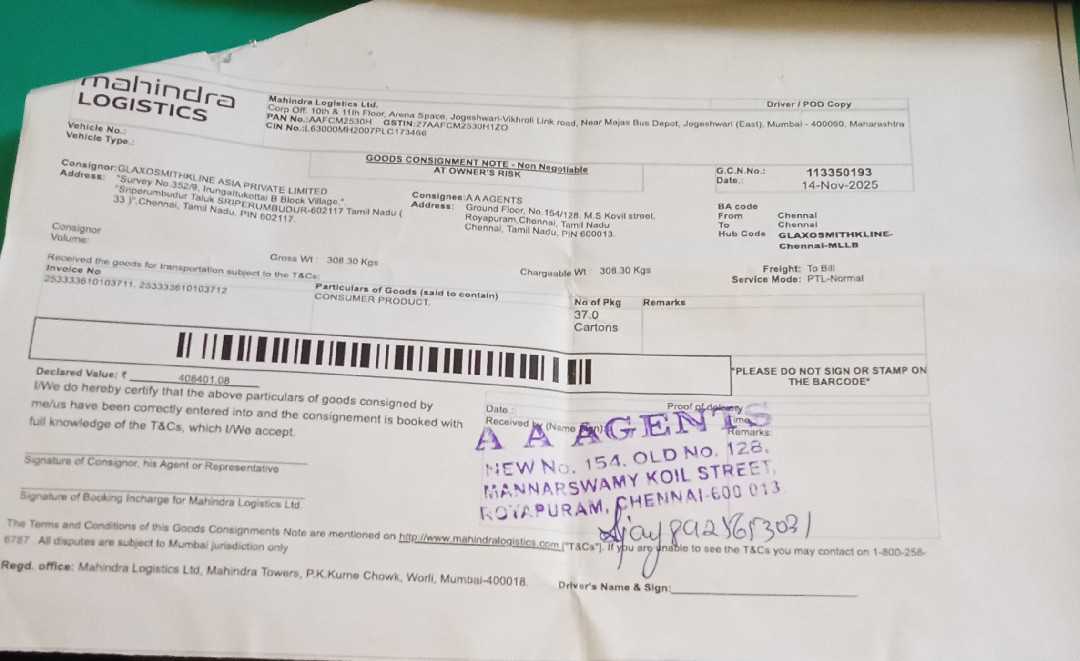 mahindra
LOGISTICS
Mahindra Logistics Ltd.
Driver / POD Copy
Corp Off: 10th & 11th Floor, Arena Space, Jogeshwari-Vikhroli Link road, Near Majas Bus Depot, Jogeshwari (East), Mumbai - 400060, Maharashtra
PAN No.:AAFCM2530H GSTIN:27AAFCM2530H1ZO
CIN No.:L63000MH2007PLC173466
Vehicle No.:
Vehicle Type.:
GOODS CONSIGNMENT NOTE - Non Negotiable
AT OWNER'S RISK
G.C.N.No.: 113350193
Date.: 14-Nov-2025
Consignor:GLAXOSMITHKLINE ASIA PRIVATE LIMITED
Address: "Survey No.352/9, Irungattukottai B Block Village,"
"Sriperumbudur Taluk SRIPERUMBUDUR-602117 Tamil Nadu (
33 )",Chennai, Tamil Nadu, PIN 602117.
Consignee:A A AGENTS
Address: Ground Floor, No.154/128, M.S Kovil street,
Royapuram,Chennai, Tamil Nadu
Chennai, Tamil Nadu, PIN 600013.
BA code
From Chennai
To Chennai
Hub Code GLAXOSMITHKLINE-
Chennai-MLLB
Consignor
Volume:
Gross Wt : 308.30 Kgs
Chargeable Wt 308.30 Kgs
Freight: To Bill
Service Mode: PTL-Normal
Received the goods for transportation subject to the T&Cs:
Invoice No
253333610103711, 253333610103712
Particulars of Goods (said to contain)
CONSUMER PRODUCT.
No of Pkg
37.0
Cartons
Remarks
*PLEASE DO NOT SIGN OR STAMP ON
THE BARCODE*
Declared Value: ₹ 406401.08
I/We do hereby certify that the above particulars of goods consigned by
me/us have been correctly entered into and the consignement is booked with
full knowledge of the T&Cs, which I/We accept.
Signature of Consignor, his Agent or Representative
Signature of Booking Incharge for Mahindra Logistics Ltd.
Proof of delivery
Date :
Time
Received by (Name
Remarks:
A A AGENTS
NEW No. 154, OLD No. 128,
MANNARSWAMY KOIL STREET,
ROYAPURAM, CHENNAI-600 013
Ajay 8925613031
The Terms and Conditions of this Goods Consignments Note are mentioned on http://www.mahindralogistics.com ("T&Cs"). If you are unable to see the T&Cs you may contact on 1-800-258-
6787 All disputes are subject to Mumbai jurisdiction only
Regd. office: Mahindra Logistics Ltd, Mahindra Towers, P.K.Kurne Chowk, Worli, Mumbai-400018.
Driver's Name & Sign: